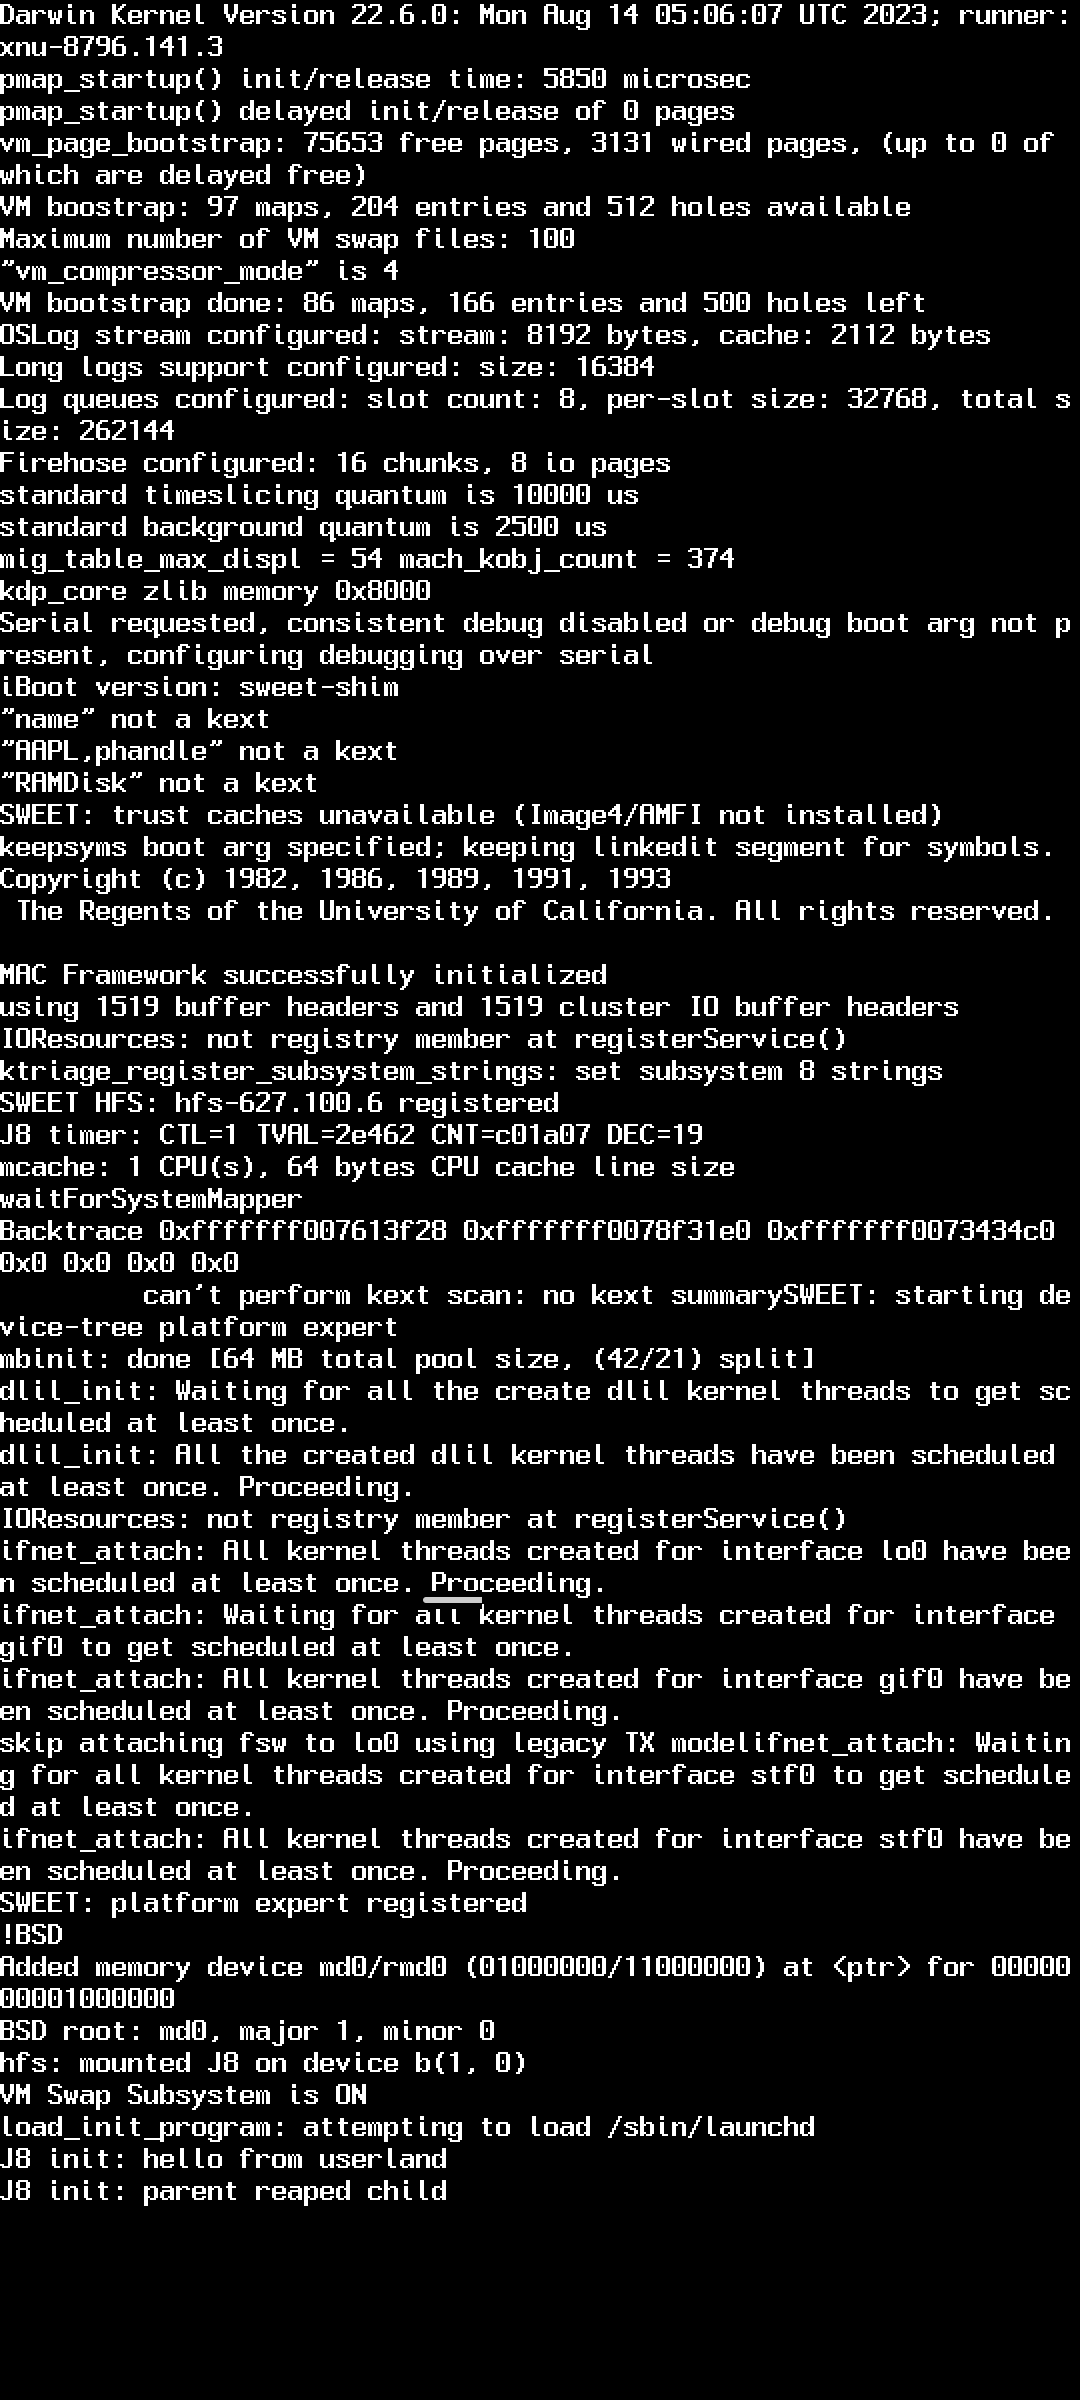 Darwin Kernel Version 22.6.0: Mon Aug 14 05:06:07 UTC 2023; runner:
xnu-8796.141.3
pmap_startup() init/release time: 5850 microsec
pmap_startup() delayed init/release of 0 pages
vm_page_bootstrap: 75653 free pages, 3131 wired pages, (up to 0 of
which are delayed free)
VM boostrap: 97 maps, 204 entries and 512 holes available
Maximum number of VM swap files: 100
"vm_compressor_mode" is 4
VM bootstrap done: 86 maps, 166 entries and 500 holes left
OSLog stream configured: stream: 8192 bytes, cache: 2112 bytes
Long logs support configured: size: 16384
Log queues configured: slot count: 8, per-slot size: 32768, total s
ize: 262144
Firehose configured: 16 chunks, 8 io pages
standard timeslicing quantum is 10000 us
standard background quantum is 2500 us
mig_table_max_displ = 54 mach_kobj_count = 374
kdp_core zlib memory 0x8000
Serial requested, consistent debug disabled or debug boot arg not p
resent, configuring debugging over serial
iBoot version: sweet-shim
"name" not a kext
"AAPL,phandle" not a kext
"RAMDisk" not a kext
SWEET: trust caches unavailable (Image4/AMFI not installed)
keepsyms boot arg specified; keeping linkedit segment for symbols.
Copyright (c) 1982, 1986, 1989, 1991, 1993
The Regents of the University of California. All rights reserved.
MAC Framework successfully initialized
using 1519 buffer headers and 1519 cluster IO buffer headers
IOResources: not registry member at registerService()
ktriage_register_subsystem_strings: set subsystem 8 strings
SWEET HFS: hfs-627.100.6 registered
J8 timer: CTL=1 TVAL=2e462 CNT=c01a07 DEC=19
mcache: 1 CPU(s), 64 bytes CPU cache line size
waitForSystemMapper
Backtrace 0xfffffff007613f28 0xfffffff0078f31e0 0xfffffff0073434c0
0x0 0x0 0x0 0x0
can't perform kext scan: no kext summarySWEET: starting de
vice-tree platform expert
mbinit: done [64 MB total pool size, (42/21) split]
dlil_init: Waiting for all the create dlil kernel threads to get sc
heduled at least once.
dlil_init: All the created dlil kernel threads have been scheduled
at least once. Proceeding.
IOResources: not registry member at registerService()
ifnet_attach: All kernel threads created for interface lo0 have bee
n scheduled at least once. Proceeding.
ifnet_attach: Waiting for all kernel threads created for interface
gif0 to get scheduled at least once.
ifnet_attach: All kernel threads created for interface gif0 have be
en scheduled at least once. Proceeding.
skip attaching fsw to lo0 using legacy TX modelifnet_attach: Waitin
g for all kernel threads created for interface stf0 to get schedule
d at least once.
ifnet_attach: All kernel threads created for interface stf0 have be
en scheduled at least once. Proceeding.
SWEET: platform expert registered
!BSD
Added memory device md0/rmd0 (01000000/11000000) at <ptr> for 00000
00001000000
BSD root: md0, major 1, minor 0
hfs: mounted J8 on device b(1, 0)
VM Swap Subsystem is ON
load_init_program: attempting to load /sbin/launchd
J8 init: hello from userland
J8 init: parent reaped child